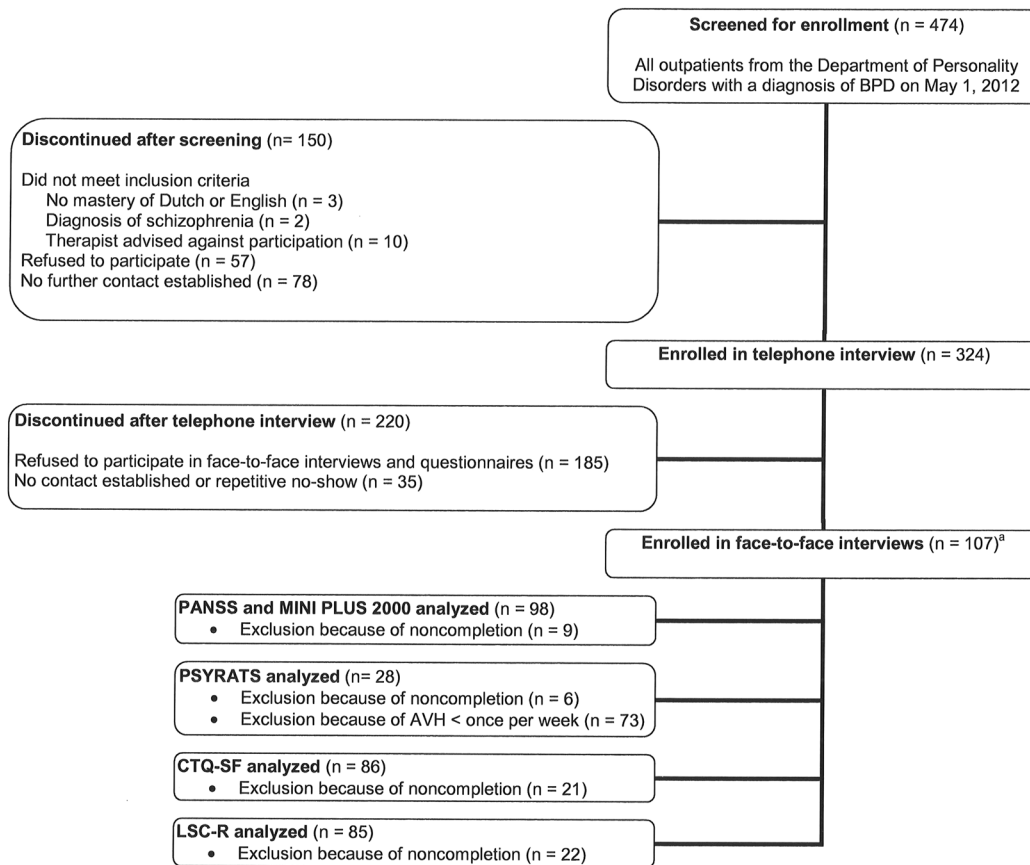 Screened for enrollment (n = 474)
All outpatients from the Department of Personality
Disorders with a diagnosis of BPD on May 1, 2012
Discontinued after screening (n= 150)
Did not meet inclusion criteria
No mastery of Dutch or English (n = 3)
Diagnosis of schizophrenia (n = 2)
Therapist advised against participation (n = 10)
Refused to participate (n = 57)
No further contact established (n = 78)
Enrolled in telephone interview (n = 324)
Discontinued after telephone interview (n = 220)
Refused to participate in face-to-face interviews and questionnaires (n = 185)
No contact established or repetitive no-show (n = 35)
Enrolled in face-to-face interviews (n = 107)a
PANSS and MINI PLUS 2000 analyzed (n = 98)
• Exclusion because of noncompletion (n = 9)
PSYRATS analyzed (n= 28)
• Exclusion because of noncompletion (n = 6)
• Exclusion because of AVH < once per week (n = 73)
CTQ-SF analyzed (n = 86)
• Exclusion because of noncompletion (n = 21)
LSC-R analyzed (n = 85)
• Exclusion because of noncompletion (n = 22)